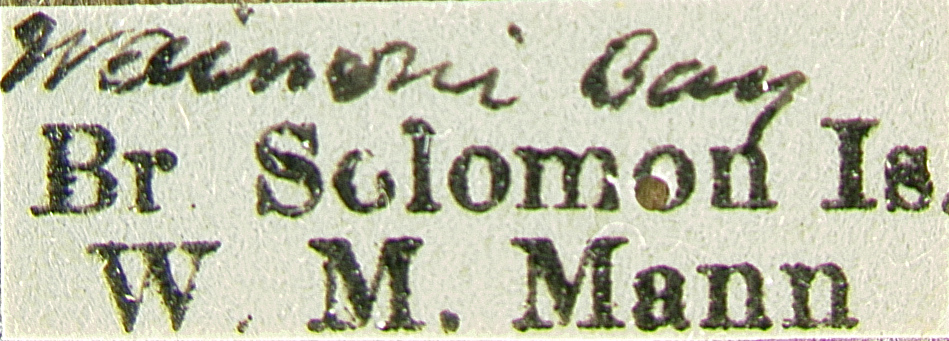 Wainoni Bay
Br Solomon Is.
W. M. Mann